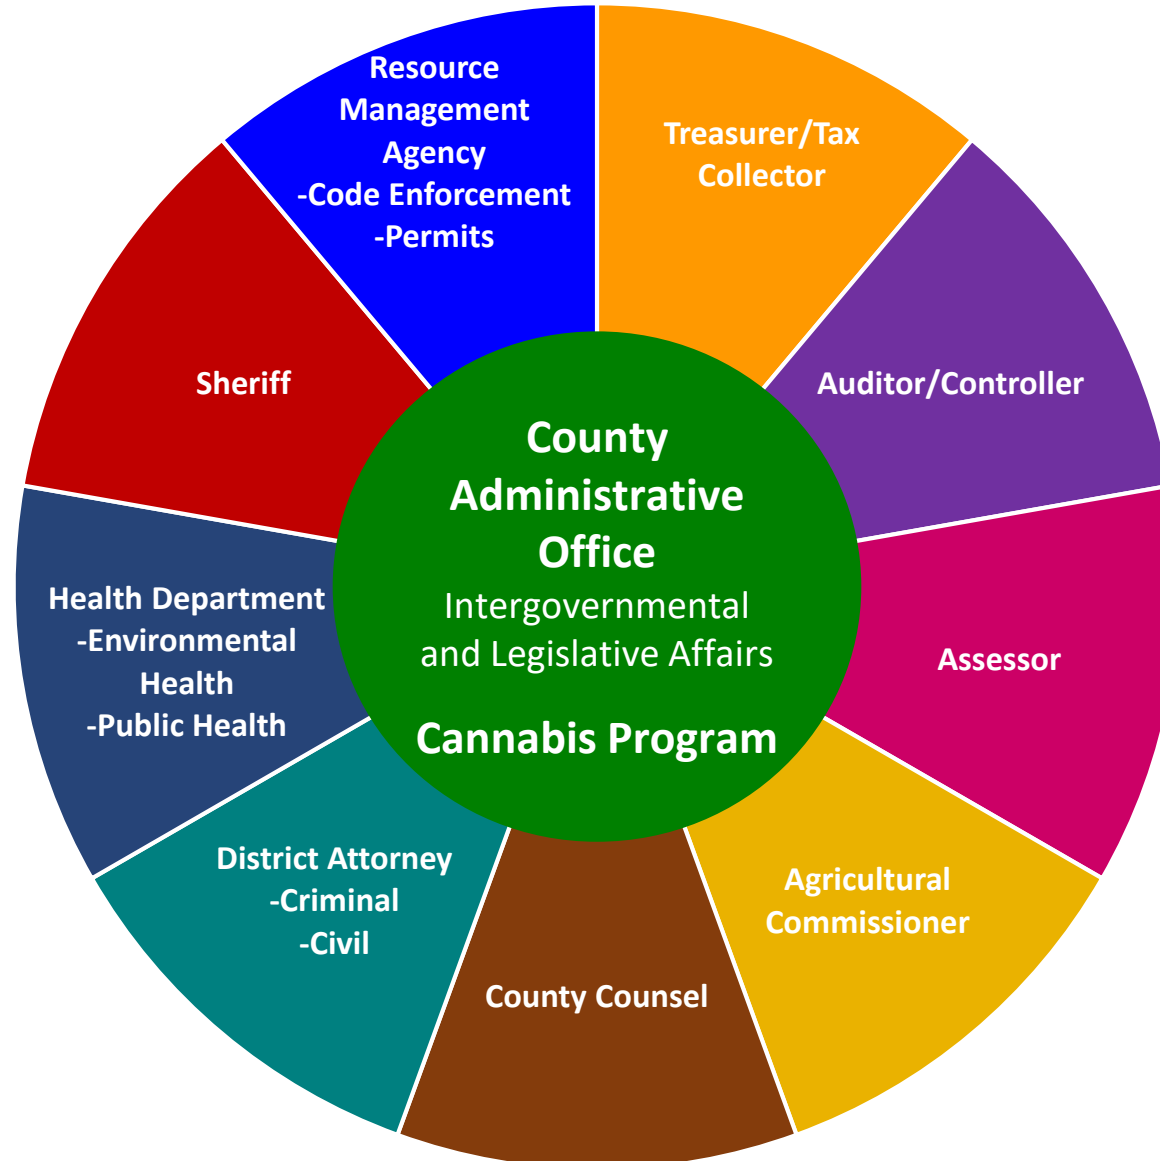 Resource
Management
Agency
-Code Enforcement
-Permits
Treasurer/Tax
Collector
Auditor/Controller
Assessor
Agricultural
Commissioner
County Counsel
District Attorney
-Criminal
-Civil
Health Department
-Environmental
Health
-Public Health
Sheriff
County
Administrative
Office
Intergovernmental
and Legislative Affairs
Cannabis Program